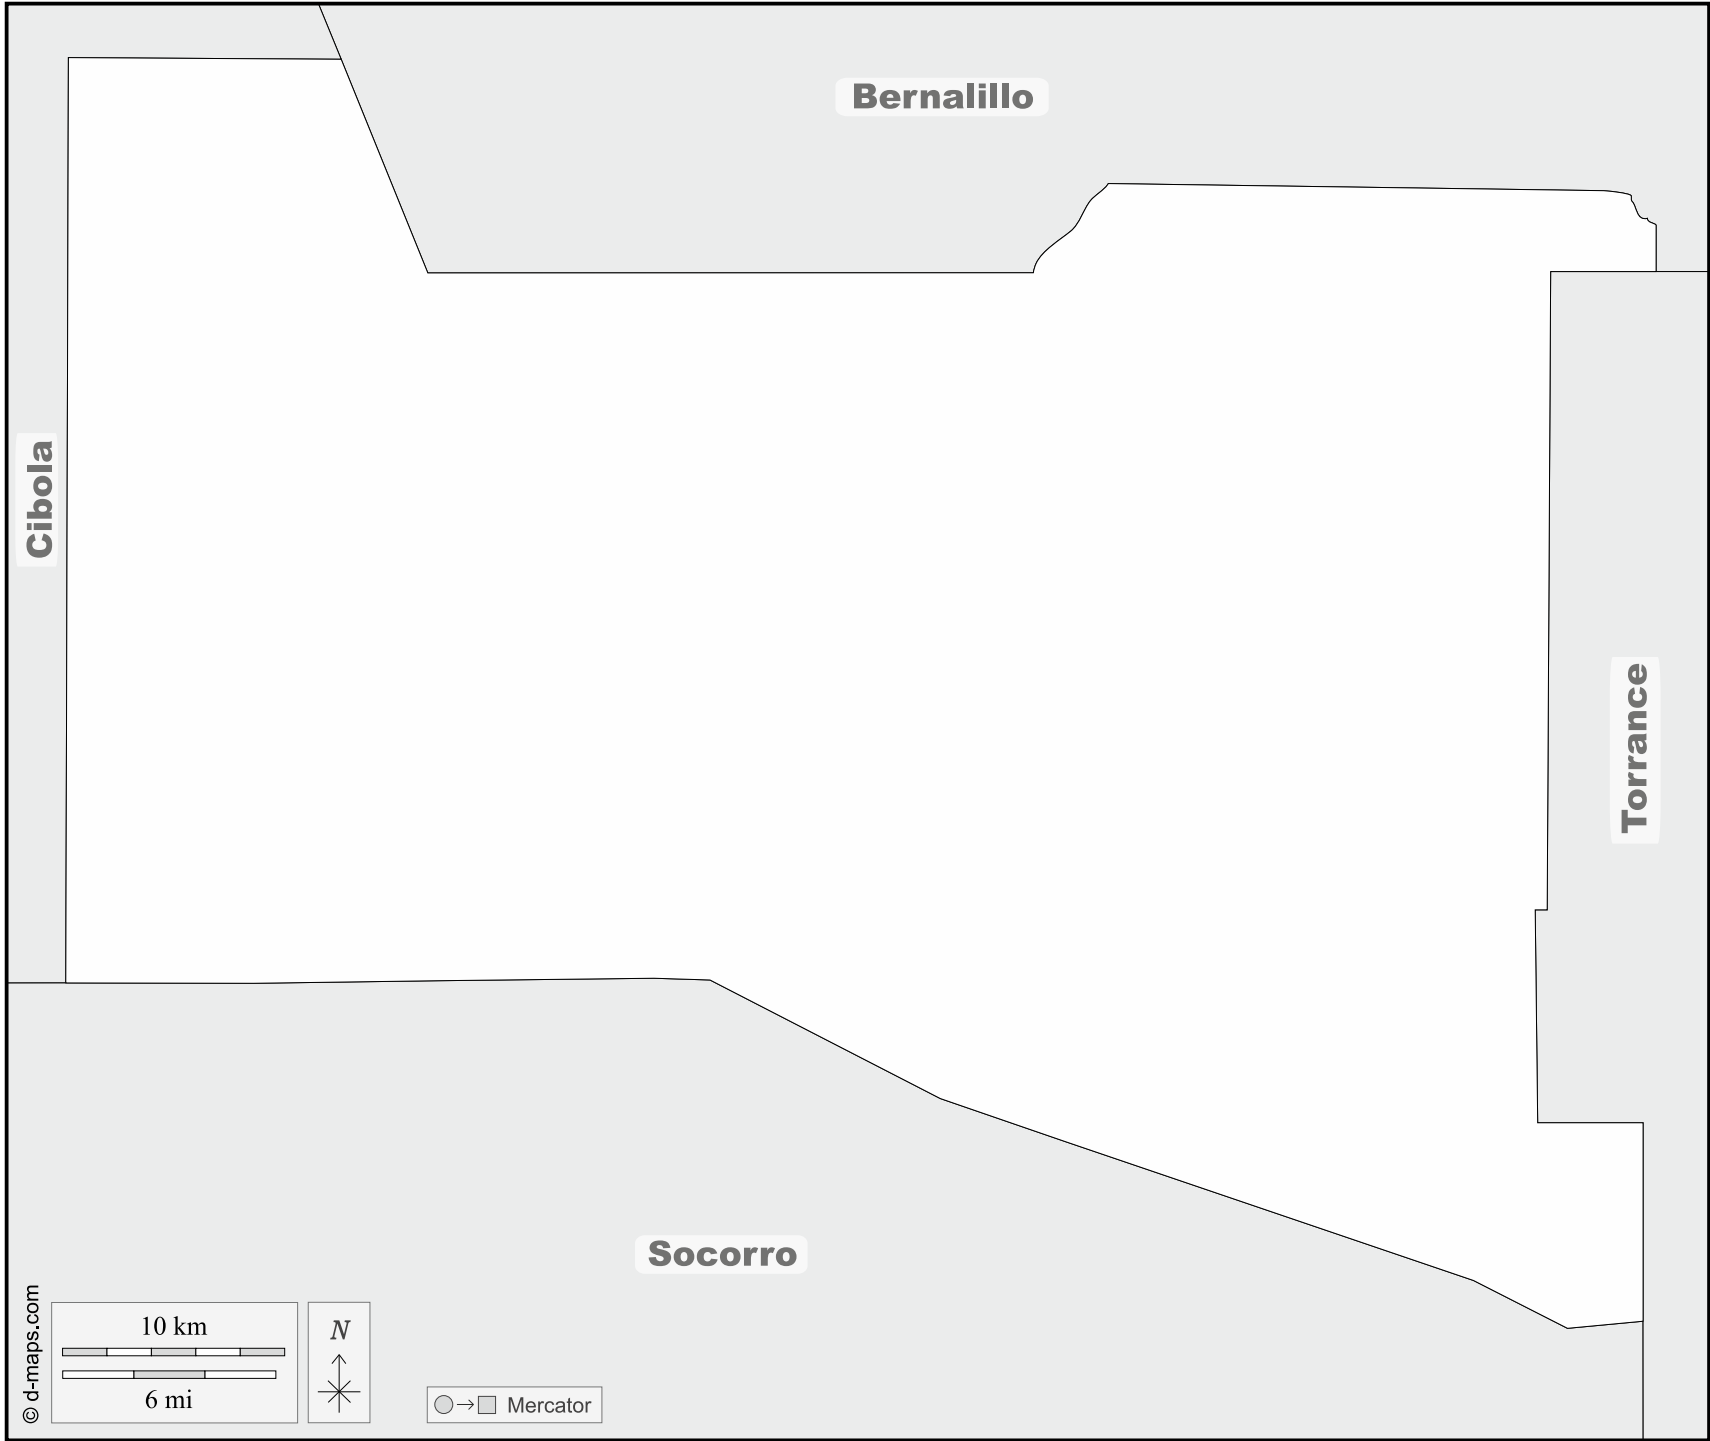 Bernalillo
Cibola
Torrance
Socorro
© d-maps.com
10 km
6 mi
N
Mercator